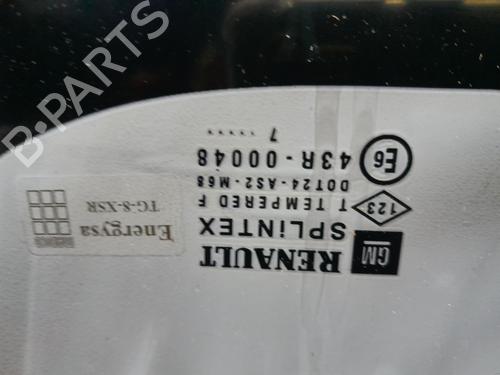 RENAULT
GM
SPLiNTEX
T TEMPERED F
123
DOT24-AS2-M68
43R-00048
E6
7 .....
Energysa
TG-8-XSR
B-PARTS